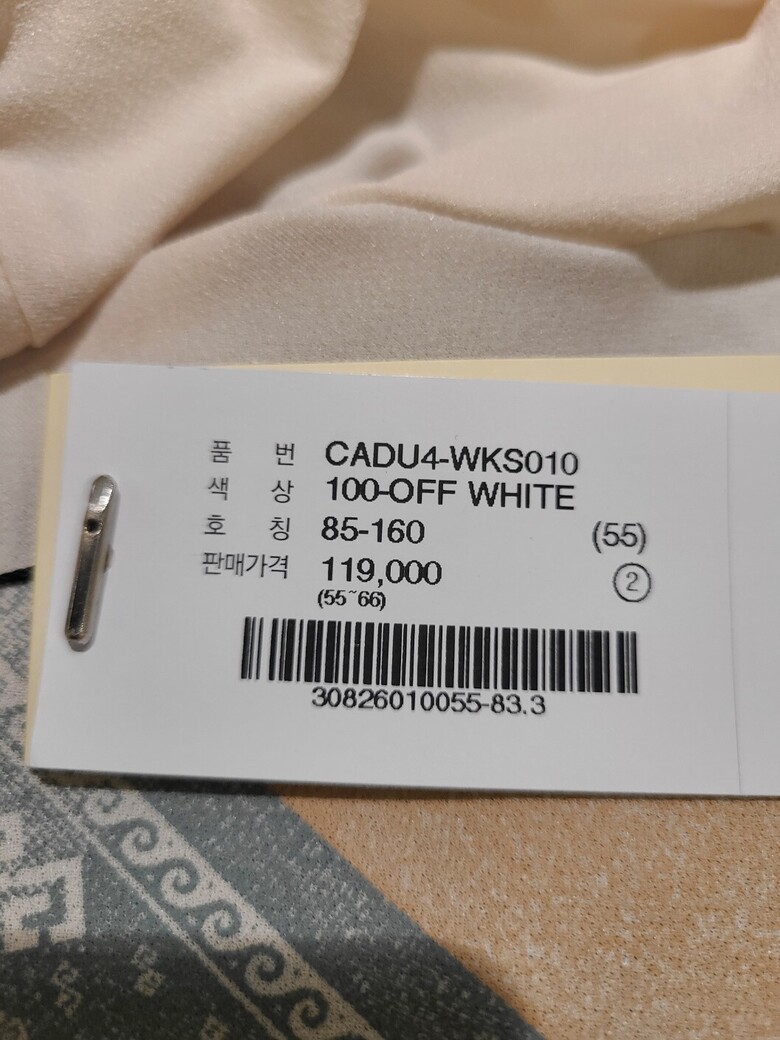 품 번 CADU4-WKS010
색 상 100-OFF WHITE
호 칭 85-160 (55)
판매가격 119,000 ②
(55~66)
30826010055-83.3